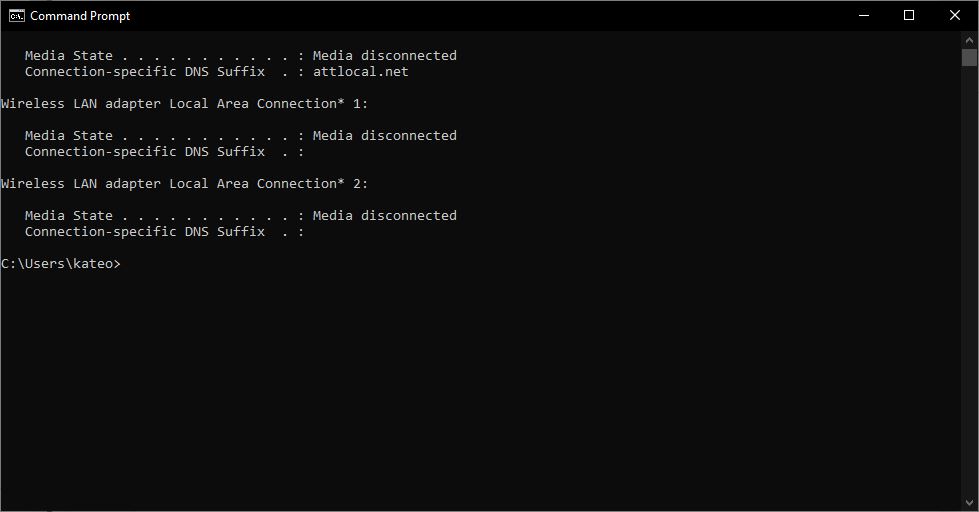 Command Prompt
   Media State . . . . . . . . . . . : Media disconnected
   Connection-specific DNS Suffix  . : attlocal.net
Wireless LAN adapter Local Area Connection* 1:
   Media State . . . . . . . . . . . : Media disconnected
   Connection-specific DNS Suffix  . :
Wireless LAN adapter Local Area Connection* 2:
   Media State . . . . . . . . . . . : Media disconnected
   Connection-specific DNS Suffix  . :
C:\Users\kateo>